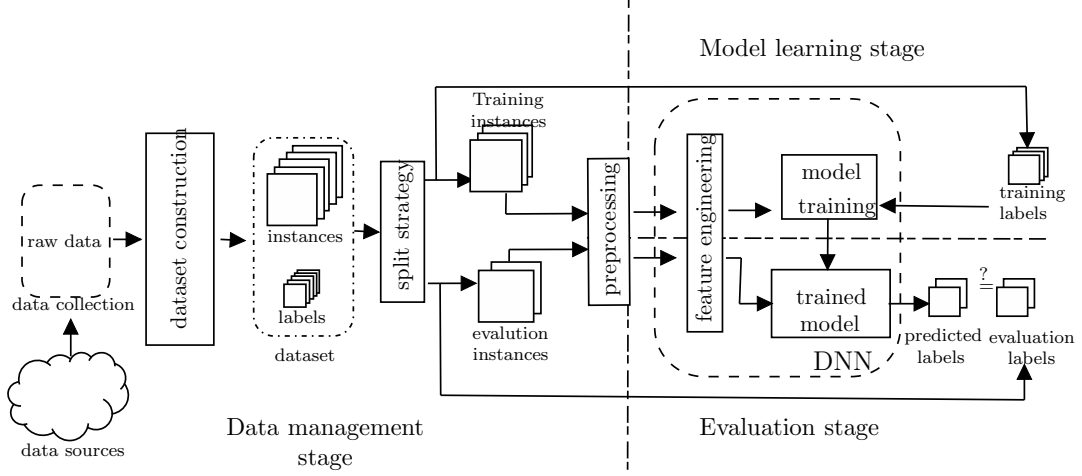 Model learning stage
Training
instances
dataset construction
split strategy
preprocessing
feature engineering
model
training
training
labels
raw data
instances
data collection
labels
dataset
evalution
instances
trained
model
DNN
?
=
predicted
labels
evaluation
labels
data sources
Data management
stage
Evaluation stage